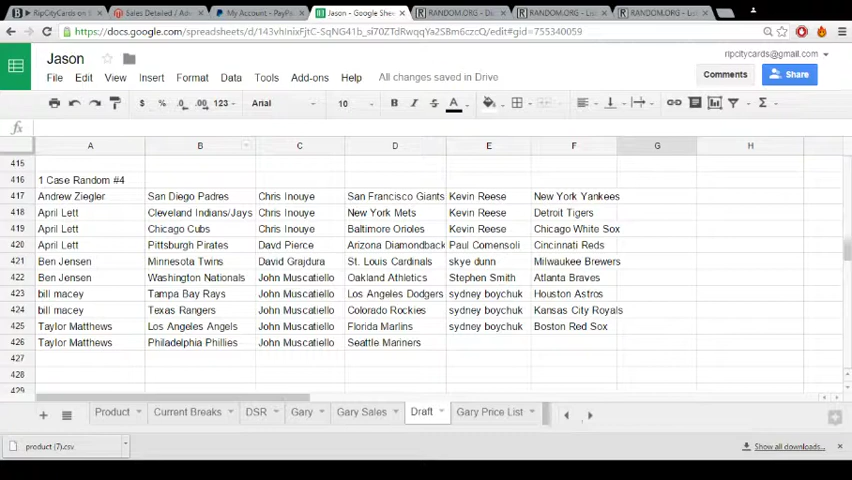 RipCityCards on
Sales Detailed / Adv
My Account - PayPa
Jason - Google Shee
RANDOM.ORG - Di
RANDOM.ORG - Lis
RANDOM.ORG - Lis
https://docs.google.com/spreadsheets/d/143vhInixFjtC-SqNG41b_si70ZTdRwqqt6yaq2YA2S8m6czczQ/edit#gid=755340059
Jason
ripcitycards@gmail.com
File Edit View Insert Format Data Tools Add-ons Help All changes saved in Drive
Comments Share
$ % .0 .00 123 Arial 10 B I S A
fx
A B C D E F G H
415
416 1 Case Random #4
417 Andrew Ziegler San Diego Padres Chris Inouye San Francisco Giants Kevin Reese New York Yankees
418 April Lett Cleveland Indians/Jays Chris Inouye New York Mets Kevin Reese Detroit Tigers
419 April Lett Chicago Cubs Chris Inouye Baltimore Orioles Kevin Reese Chicago White Sox
420 April Lett Pittsburgh Pirates Davd Pierce Arizona Diamondback Paul Comensoli Cincinnati Reds
421 Ben Jensen Minnesota Twins David Grajdura St. Louis Cardinals skye dunn Milwaukee Brewers
422 Ben Jensen Washington Nationals John Muscatiello Oakland Athletics Stephen Smith Atlanta Braves
423 bill macey Tampa Bay Rays John Muscatiello Los Angeles Dodgers sydney boychuk Houston Astros
424 bill macey Texas Rangers John Muscatiello Colorado Rockies sydney boychuk Kansas City Royals
425 Taylor Matthews Los Angeles Angels John Muscatiello Florida Marlins sydney boychuk Boston Red Sox
426 Taylor Matthews Philadelphia Phillies John Muscatiello Seattle Mariners
427
428
429
Product Current Breaks DSR Gary Gary Sales Draft Gary Price List
product (7).csv
Show all downloads...